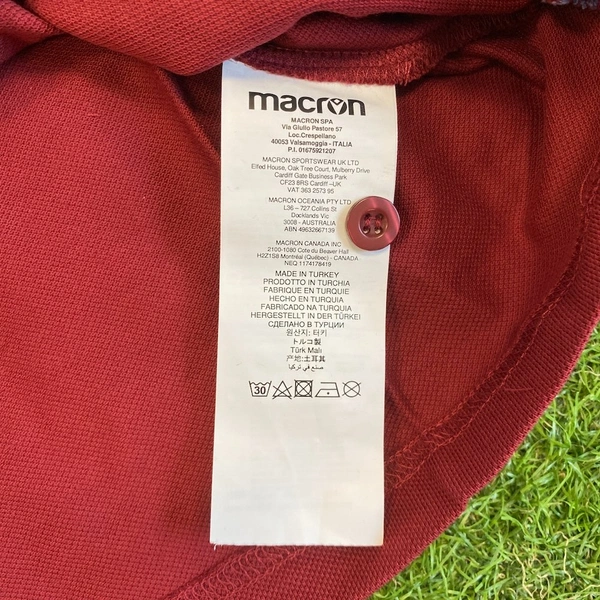 macron
MACRON SPA
Via Giulio Pastore 57
Loc.Crespellano
40053 Valsamoggia - ITALIA
P.I. 01675921207
MACRON SPORTSWEAR UK LTD
Elfed House, Oak Tree Court, Mulberry Drive
Cardiff Gate Business Park
CF23 8RS Cardiff –UK
VAT 363 2573 95
MACRON OCEANIA PTY LTD
L36 – 727 Collins St
Docklands Vic
3008 - AUSTRALIA
ABN 49632667139
MACRON CANADA INC
2100-1080 Cote du Beaver Hall
H2Z1S8 Montréal (Québec) - CANADA
NEQ 1174178419
MADE IN TURKEY
PRODOTTO IN TURCHIA
FABRIQUE EN TURQUIE
HECHO EN TURQUIA
FABRICADO NA TURQUIA
HERGESTELLT IN DER TÜRKEI
СДЕЛАНО В ТУРЦИИ
원산지: 터키
トルコ製
Türk Malı
产地:土耳其
صنع في تركيا
30